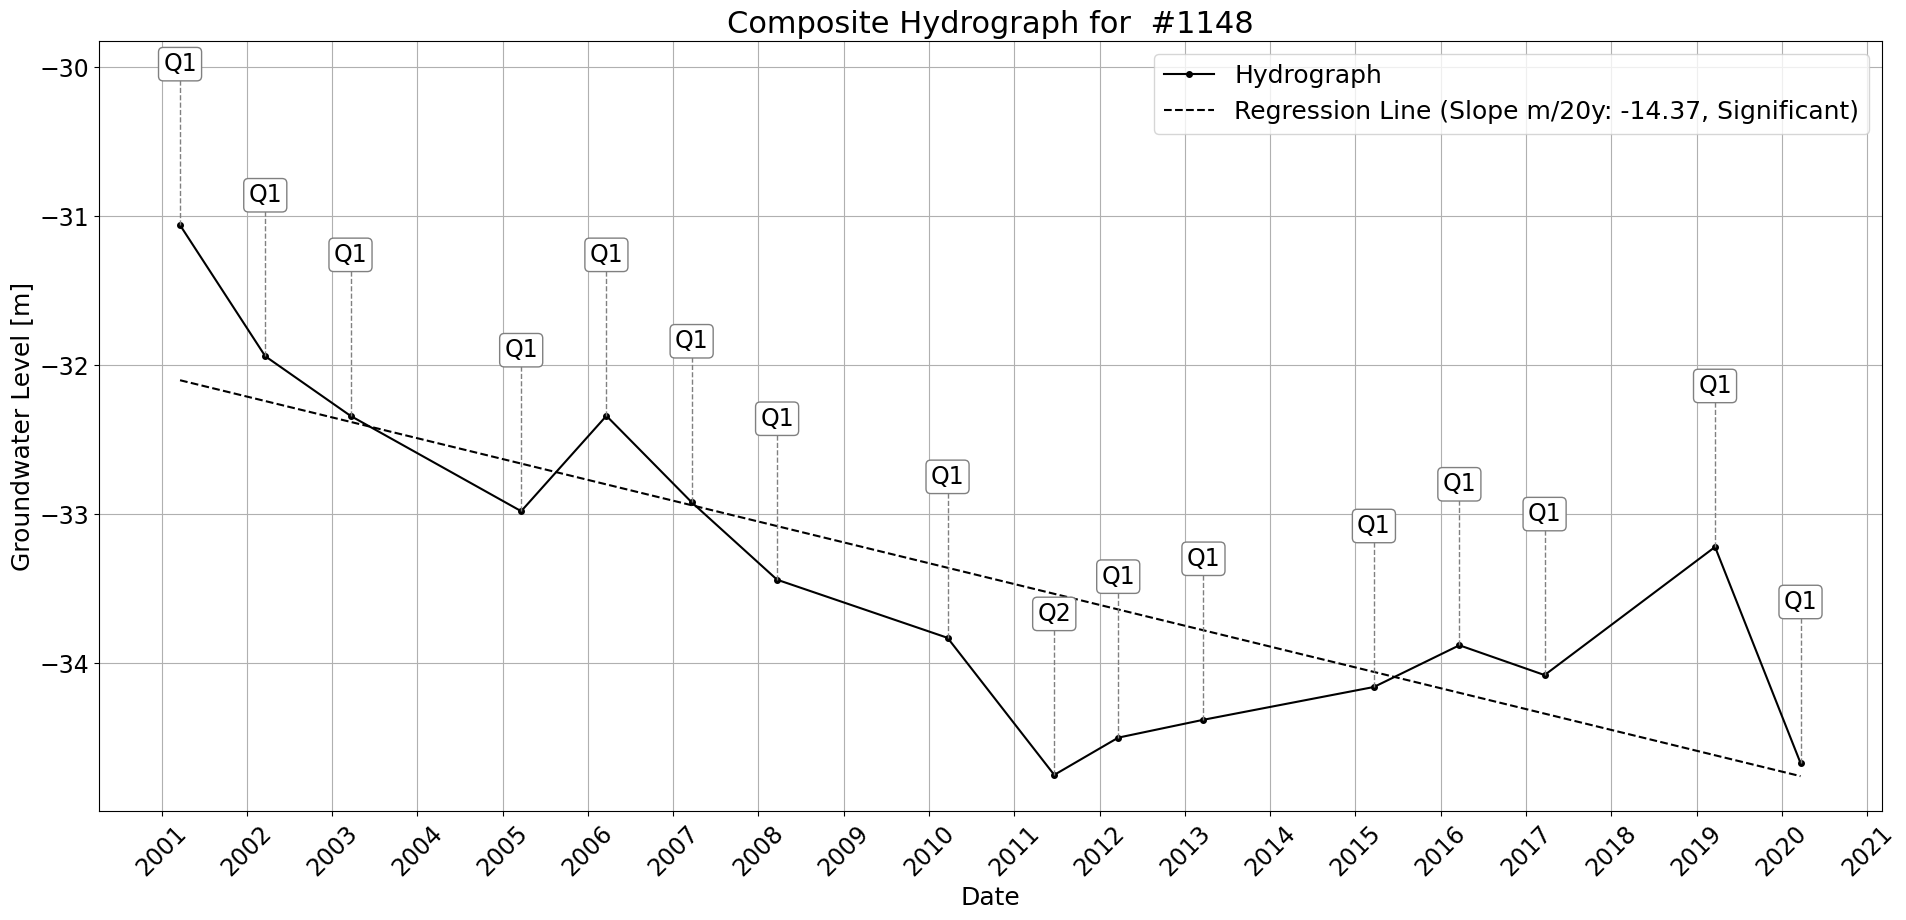 Composite Hydrograph for  #1148
Hydrograph
Regression Line (Slope m/20y: -14.37, Significant)
Groundwater Level [m]
−30
−31
−32
−33
−34
Q1
Q1
Q1
Q1
Q1
Q1
Q1
Q1
Q2
Q1
Q1
Q1
Q1
Q1
Q1
Q1
2001
2002
2003
2004
2005
2006
2007
2008
2009
2010
2011
2012
2013
2014
2015
2016
2017
2018
2019
2020
2021
Date